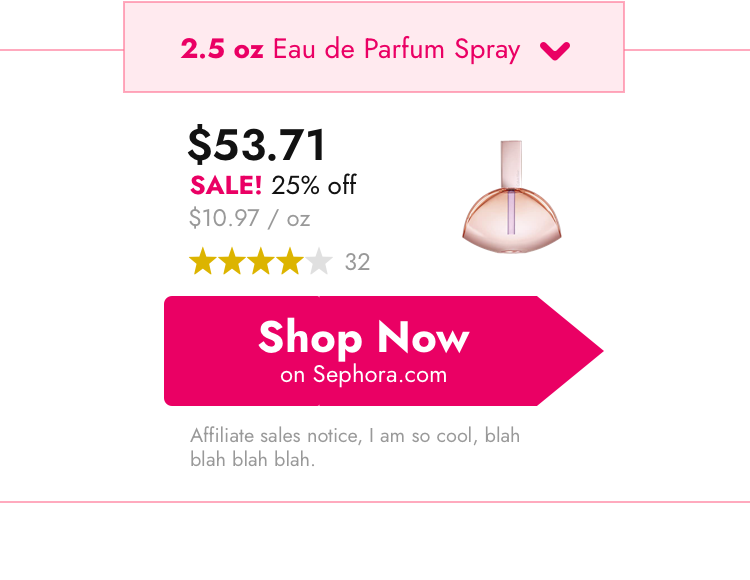 2.5 oz Eau de Parfum Spray
$53.71
SALE! 25% off
$10.97 / oz
32
Shop Now
on Sephora.com
Affiliate sales notice, I am so cool, blah
blah blah blah.